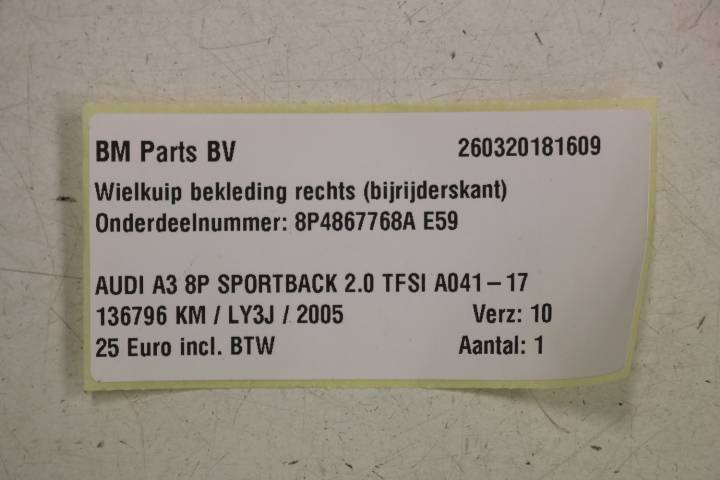 BM Parts BV 260320181609
Wielkuip bekleding rechts (bijrijderskant)
Onderdeelnummer: 8P4867768A E59
AUDI A3 8P SPORTBACK 2.0 TFSI A041-17
136796 KM / LY3J / 2005 Verz: 10
25 Euro incl. BTW Aantal: 1